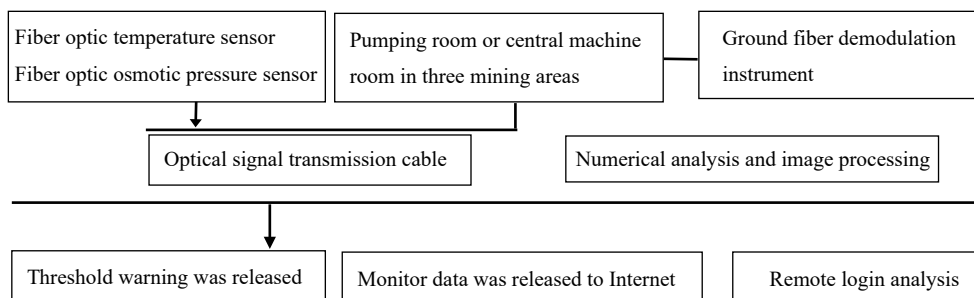 Fiber optic temperature sensor
Fiber optic osmotic pressure sensor
Pumping room or central machine
room in three mining areas
Ground fiber demodulation
instrument
Optical signal transmission cable
Numerical analysis and image processing
Threshold warning was released
Monitor data was released to Internet
Remote login analysis